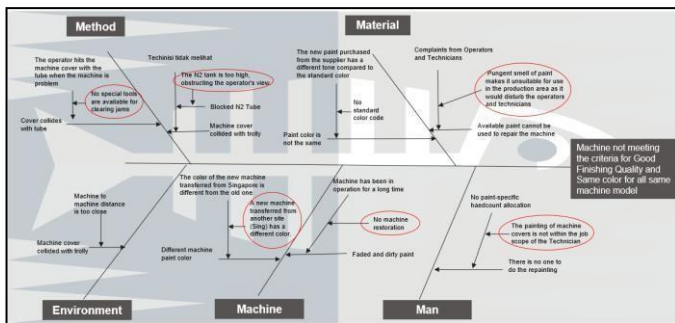 Method
Material
The operator hits the
machine cover with the
tube when the machine is
problem
No special tools
are available for
clearing jams
Cover collides
with tube
Techinisi tidak melihat
The N2 tank is too high,
obstructing the operator's view.
Blocked N2 Tube
Machine cover
collided with trolly
The new paint purchased
from the supplier has a
different tone compared to
the standard color
No
standard
color code
Paint color is
not the same
Complaints from Operators
and Technicians
Pungent smell of paint
makes it unsuitable for use
in the production area as it
would disturb the operators
and technicians
Available paint cannot be
used to repair the machine
Machine not meeting
the criteria for Good
Finishing Quality and
Same color for all same
machine model
Machine to
machine distance
is too close
Machine cover
collided with trolly
The color of the new machine
transferred from Singapore is
different from the old one
A new machine
transferred from
another site
(Sing) has a
different color.
Different machine
paint color
Machine has been in
operation for a long time
No machine
restoration
Faded and dirty paint
No paint-specific
headcount allocation
The painting of machine
covers is not within the job
scope of the Technician
There is no one to
do the repainting
Environment
Machine
Man